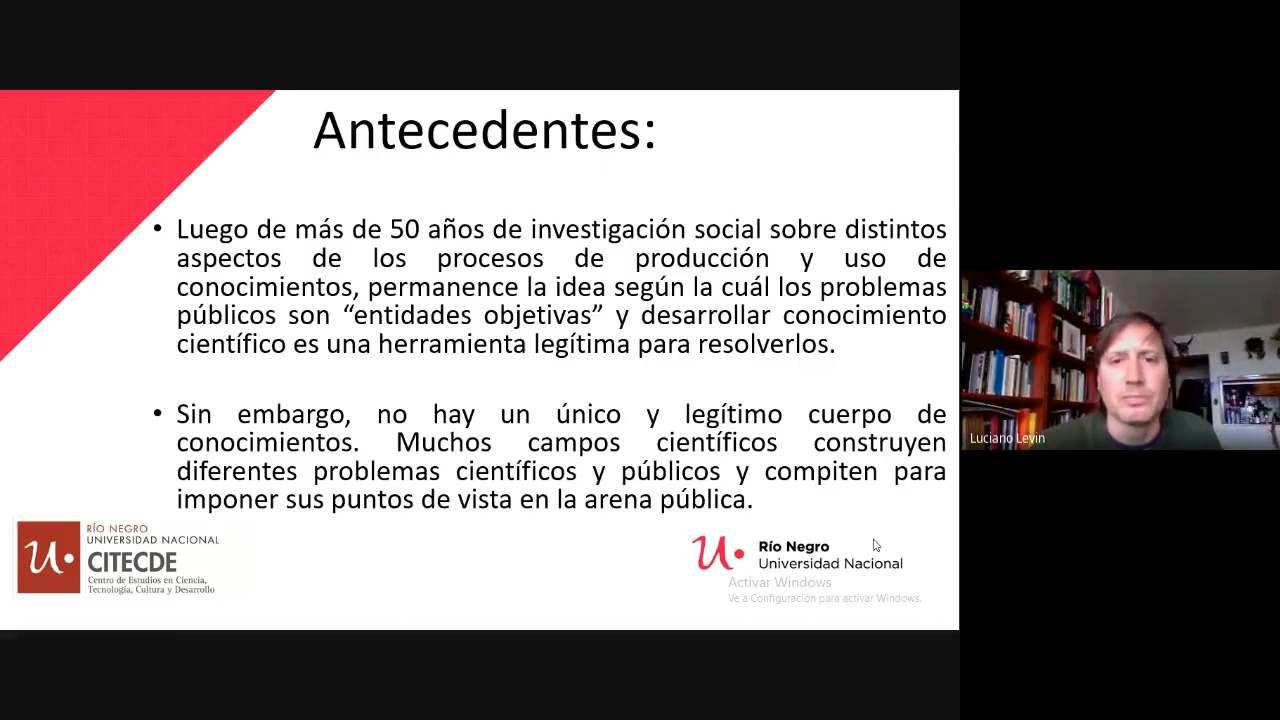 Antecedentes:
• Luego de más de 50 años de investigación social sobre distintos
aspectos de los procesos de producción y uso de
conocimientos, permanence la idea según la cuál los problemas
públicos son “entidades objetivas” y desarrollar conocimiento
científico es una herramienta legítima para resolverlos.
• Sin embargo, no hay un único y legítimo cuerpo de
conocimientos. Muchos campos científicos construyen
diferentes problemas científicos y públicos y compiten para
imponer sus puntos de vista en la arena pública.
RÍO NEGRO
UNIVERSIDAD NACIONAL
CITECDE
Centro de Estudios en Ciencia,
Tecnología, Cultura y Desarrollo
Río Negro
Universidad Nacional
Activar Windows
Ve a Configuración para activar Windows.
Luciano Levin